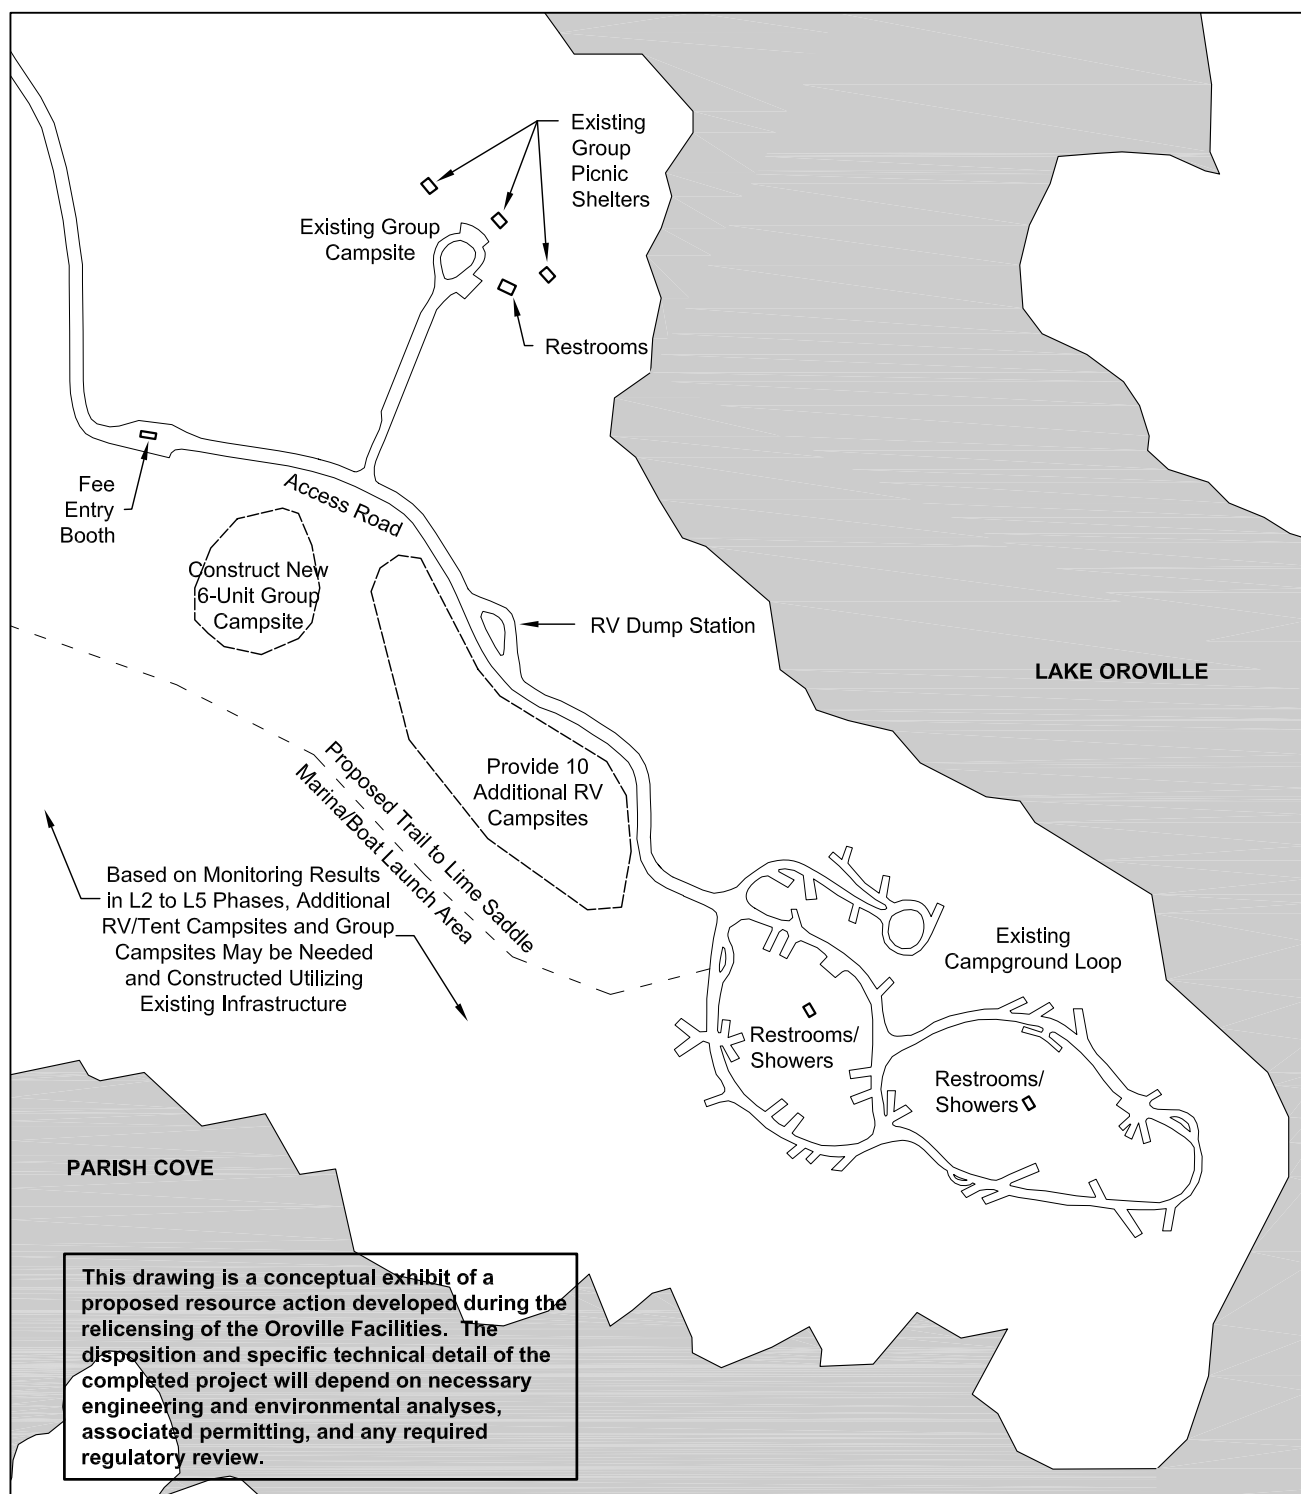 Existing
Group
Picnic
Shelters
Existing Group
Campsite
Restrooms
Fee
Entry
Booth
Access Road
Construct New
6-Unit Group
Campsite
RV Dump Station
LAKE OROVILLE
Provide 10
Additional RV
Campsites
Proposed Trail to Lime Saddle
Marina/Boat Launch Area
Based on Monitoring Results
in L2 to L5 Phases, Additional
RV/Tent Campsites and Group
Campsites May be Needed
and Constructed Utilizing
Existing Infrastructure
Existing
Campground Loop
Restrooms/
Showers
Restrooms/
Showers
PARISH COVE
This drawing is a conceptual exhibit of a
proposed resource action developed during the
relicensing of the Oroville Facilities.  The
disposition and specific technical detail of the
completed project will depend on necessary
engineering and environmental analyses,
associated permitting, and any required
regulatory review.